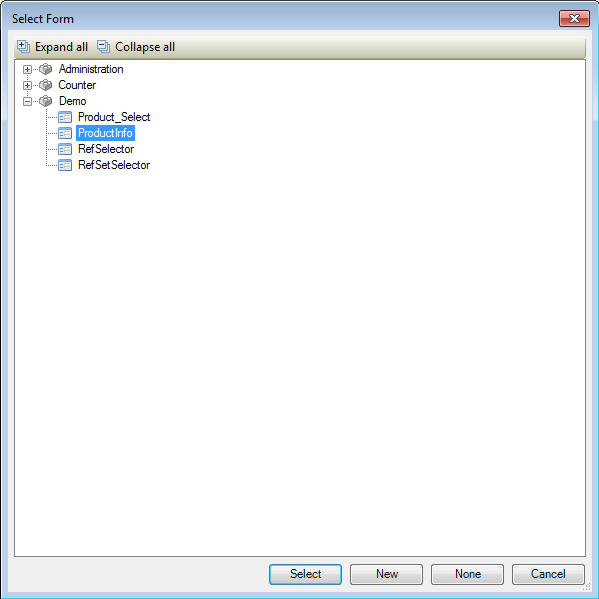 Select Form
Expand all Collapse all
Administration
Counter
Demo
Product_Select
ProductInfo
RefSelector
RefSetSelector
Select New None Cancel